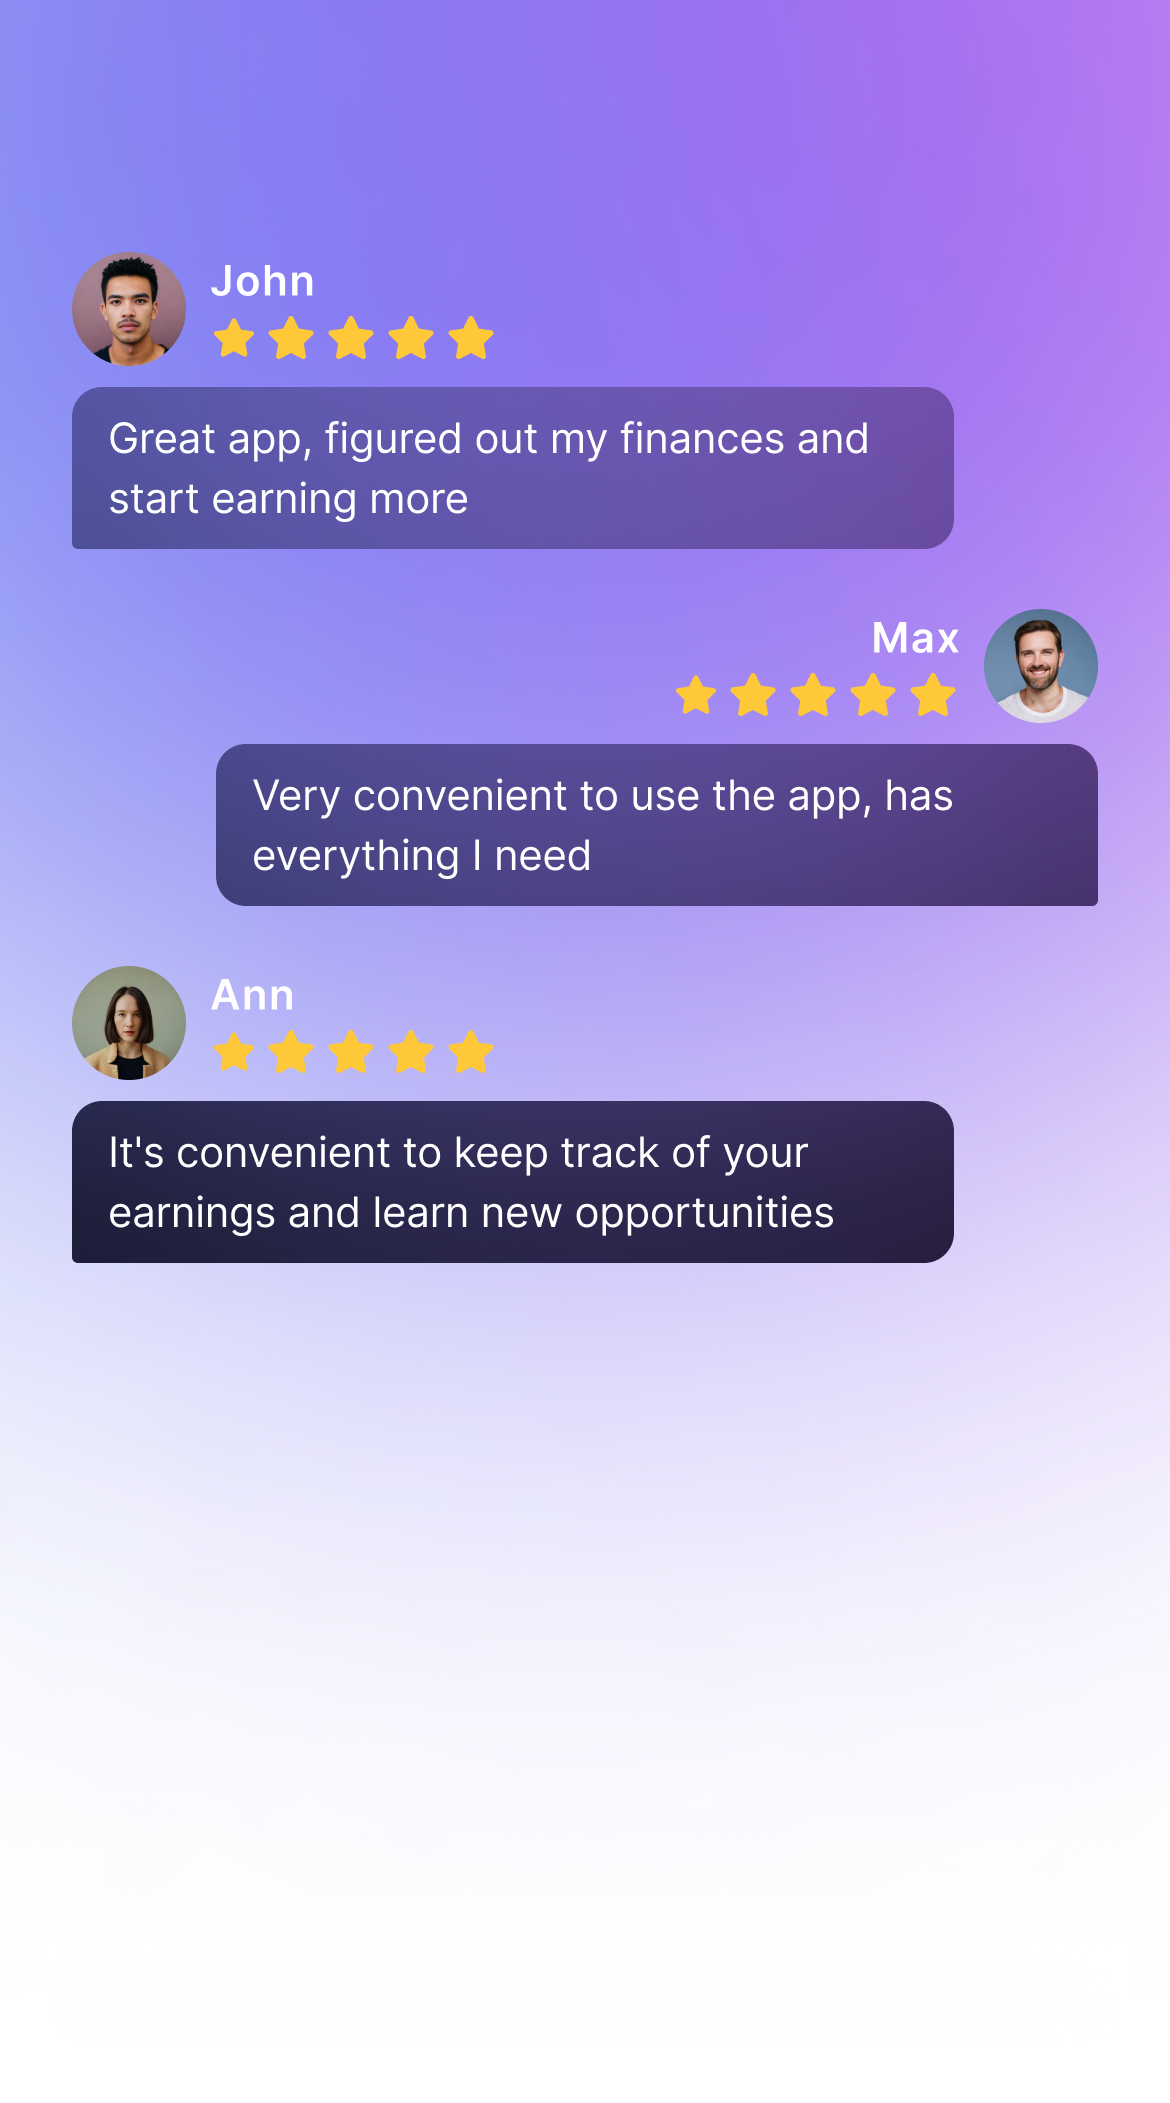 John
Great app, figured out my finances and
start earning more
Max
Very convenient to use the app, has
everything I need
Ann
It's convenient to keep track of your
earnings and learn new opportunities